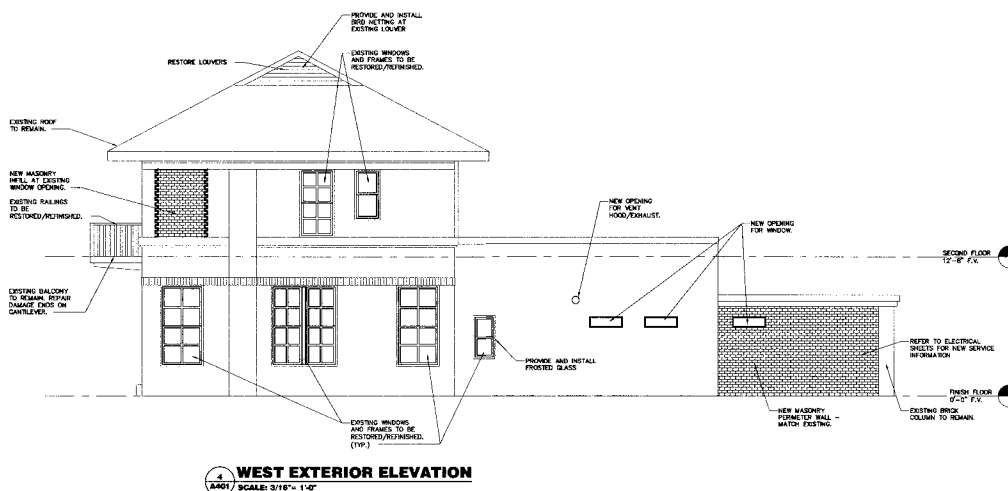 PROVIDE AND INSTALL
BIRD NETTING AT
EXISTING LOUVER
RESTORE LOUVERS
EXISTING WINDOWS
AND FRAMES TO BE
RESTORED/REFINISHED.
EXISTING ROOF
TO REMAIN.
NEW MASONRY
INFILL AT EXISTING
WINDOW OPENING.
EXISTING RAILINGS
TO BE
RESTORED/REFINISHED.
NEW OPENING
FOR VENT
HOOD/EXHAUST.
NEW OPENING
FOR WINDOW.
SECOND FLOOR
12'-6" F.V.
EXISTING BALCONY
TO REMAIN. REPAIR
DAMAGE ENDS ON
CANTILEVER.
PROVIDE AND INSTALL
FROSTED GLASS
REFER TO ELECTRICAL
SHEETS FOR NEW SERVICE
INFORMATION
FINISH FLOOR
0'-0" F.V.
EXISTING WINDOWS
AND FRAMES TO BE
RESTORED/REFINISHED.
(TYP.)
NEW MASONRY
PERIMETER WALL -
MATCH EXISTING.
EXISTING BRICK
COLUMN TO REMAIN.
4
A401
WEST EXTERIOR ELEVATION
SCALE: 3/16"= 1'-0"